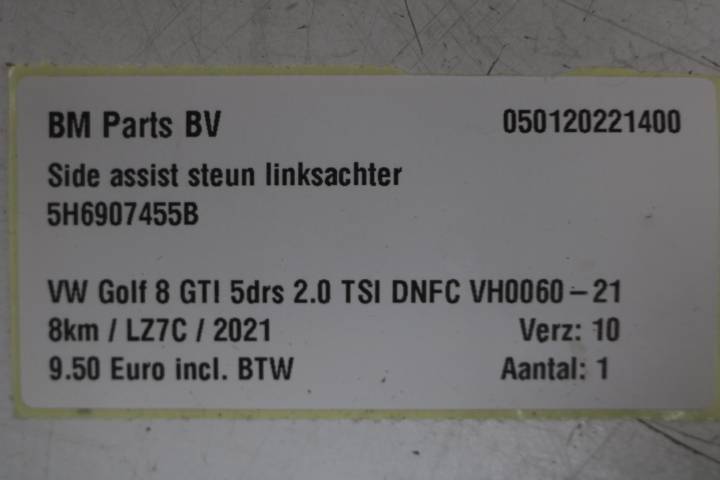 BM Parts BV 050120221400
Side assist steun linksachter
5H6907455B
VW Golf 8 GTI 5drs 2.0 TSI DNFC VH0060-21
8km / LZ7C / 2021 Verz: 10
9.50 Euro incl. BTW Aantal: 1